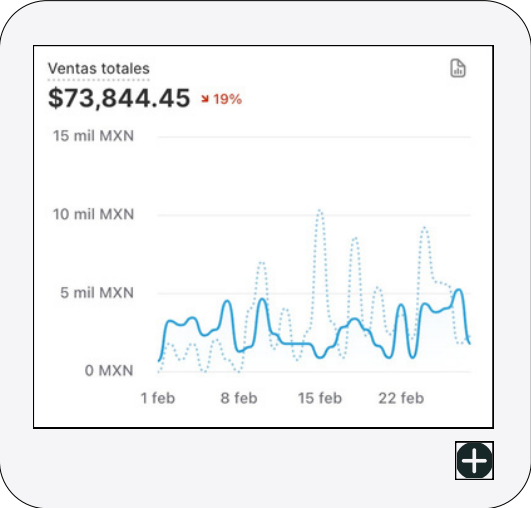 Ventas totales
$73,844.45 ↘ 19%
15 mil MXN
10 mil MXN
5 mil MXN
0 MXN
1 feb 8 feb 15 feb 22 feb